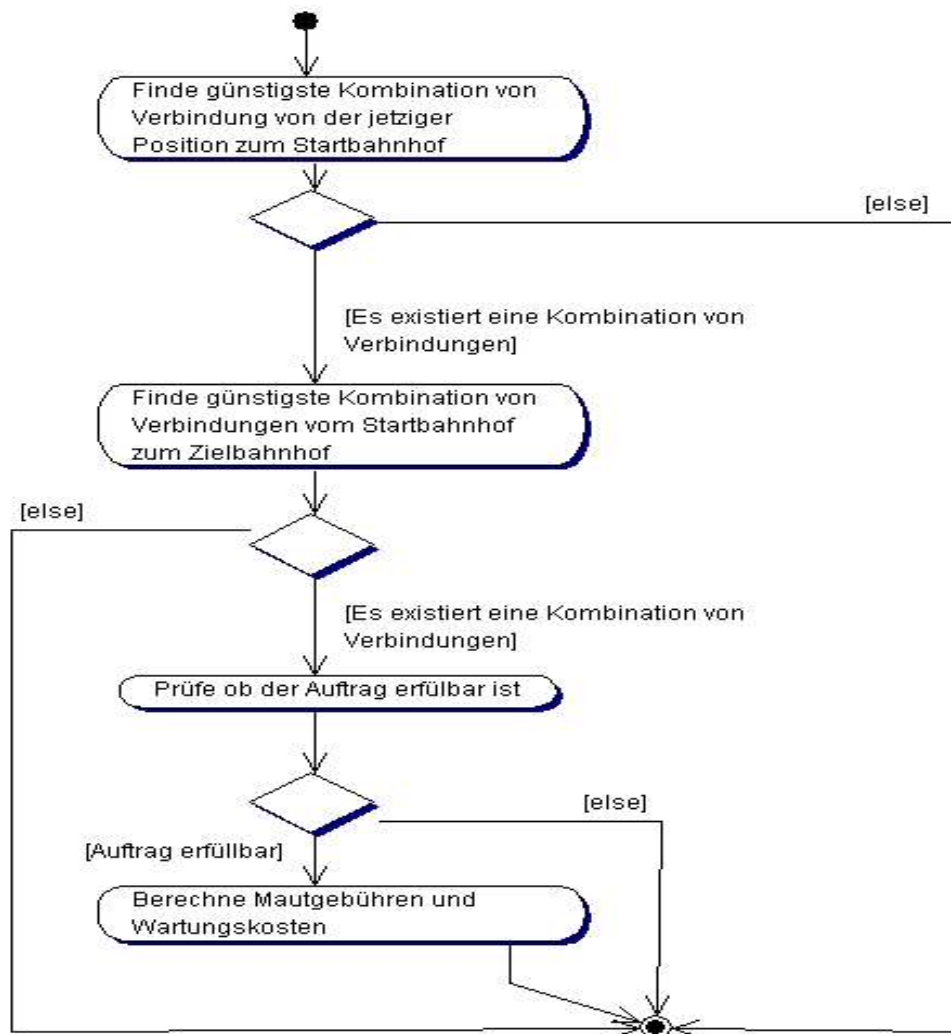 Finde günstigste Kombination von
Verbindung von der jetziger
Position zum Startbahnhof
[else]
[Es existiert eine Kombination von
Verbindungen]
Finde günstigste Kombination von
Verbindungen vom Startbahnhof
zum Zielbahnhof
[else]
[Es existiert eine Kombination von
Verbindungen]
Prüfe ob der Auftrag erfülbar ist
[else]
[Auftrag erfüllbar]
Berechne Mautgebühren und
Wartungskosten